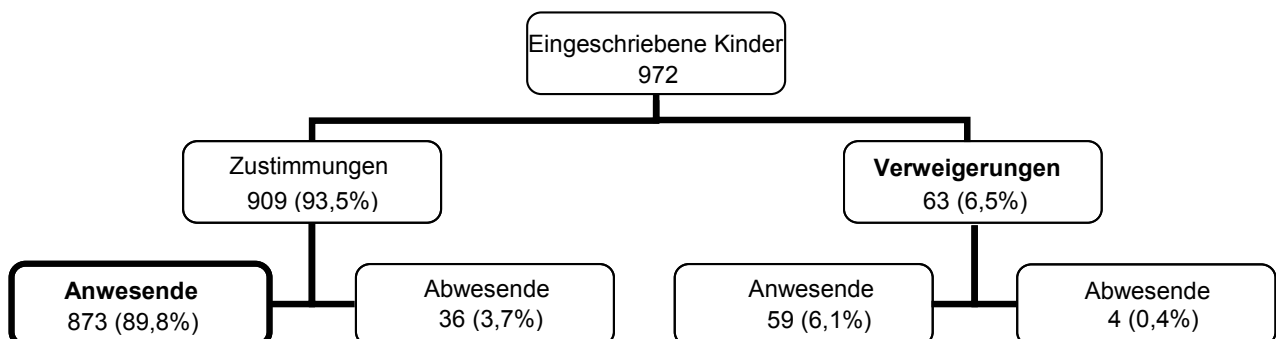 Eingeschriebene Kinder
972
Zustimmungen
909 (93,5%)
Verweigerungen
63 (6,5%)
Anwesende
873 (89,8%)
Abwesende
36 (3,7%)
Anwesende
59 (6,1%)
Abwesende
4 (0,4%)